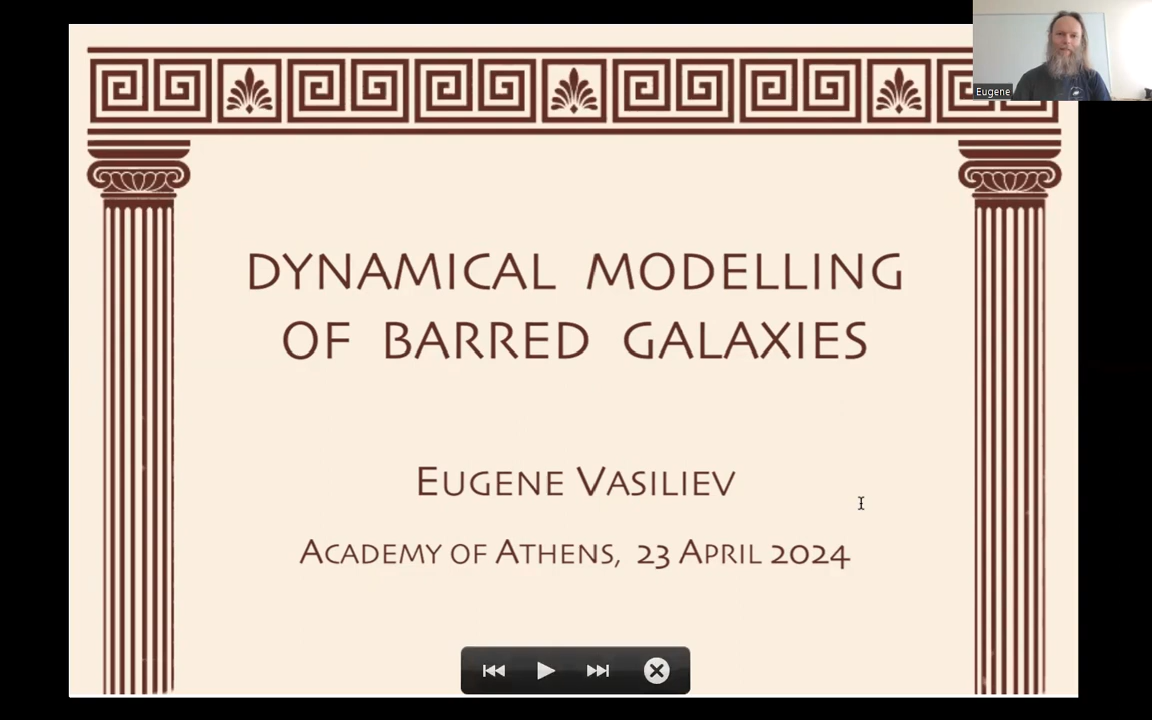 Eugene
DYNAMICAL MODELLING
OF BARRED GALAXIES
EUGENE VASILIEV
ACADEMY OF ATHENS, 23 APRIL 2024